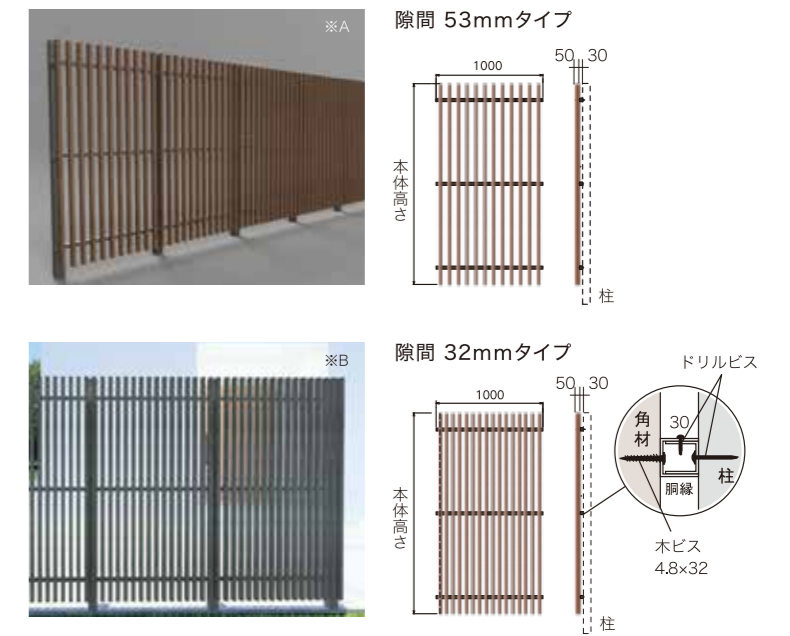 ※A
隙間 53mmタイプ
50 30
1000
本体高さ
柱
※B
隙間 32mmタイプ
ドリルビス
50 30
1000
角材
30
柱
胴縁
本体高さ
木ビス
4.8×32
柱